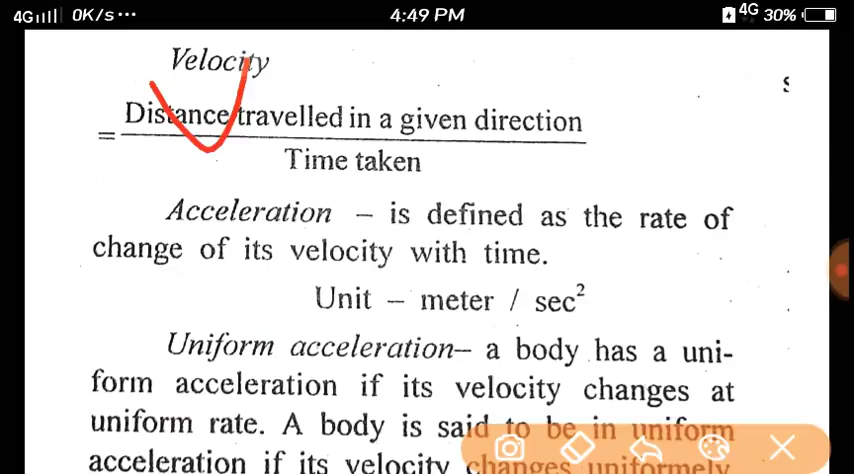 4G 0K/s ... 4:49 PM 4G 30%
Velocity
= Distance travelled in a given direction
Time taken
Acceleration – is defined as the rate of
change of its velocity with time.
Unit – meter / sec²
Uniform acceleration– a body has a uni-
form acceleration if its velocity changes at
uniform rate. A body is said to be in uniform
acceleration if its velocity changes uniformely